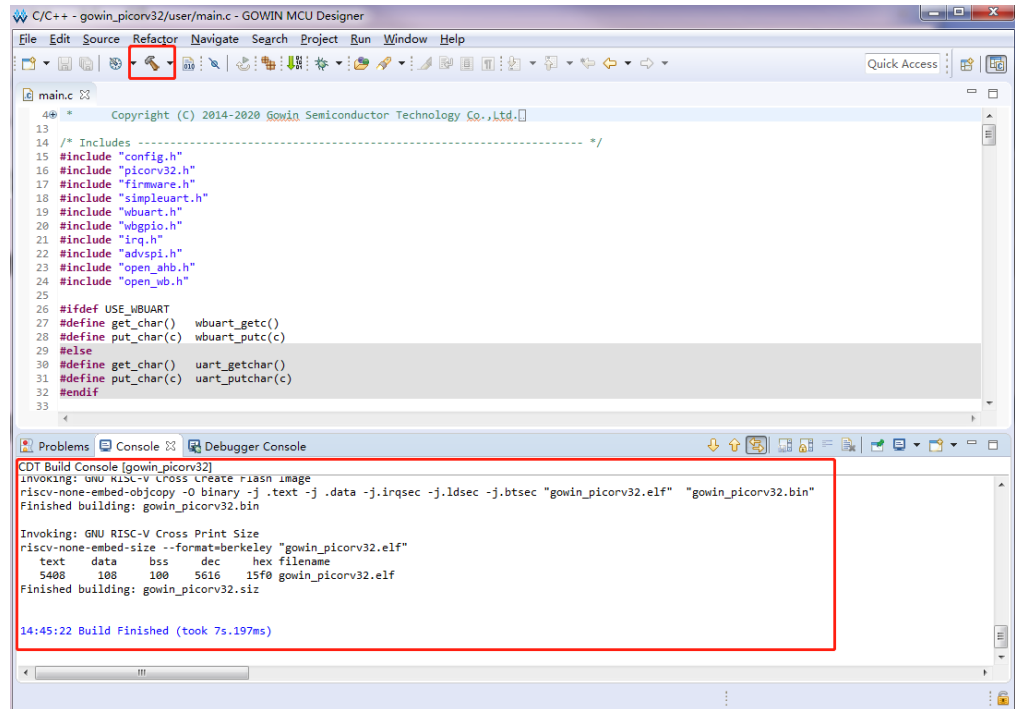 C/C++ - gowin_picorv32/user/main.c - GOWIN MCU Designer
File Edit Source Refactor Navigate Search Project Run Window Help
Quick Access
main.c
4 * Copyright (C) 2014-2020 Gowin Semiconductor Technology Co.,Ltd.
13
14 /* Includes ------------------------------------------------------------------ */
15 #include "config.h"
16 #include "picorv32.h"
17 #include "firmware.h"
18 #include "simpleuart.h"
19 #include "wbuart.h"
20 #include "wbgpio.h"
21 #include "irq.h"
22 #include "advspi.h"
23 #include "open_ahb.h"
24 #include "open_wb.h"
25
26 #ifdef USE_WBUART
27 #define get_char() wbuart_getc()
28 #define put_char(c) wbuart_putc(c)
29 #else
30 #define get_char() uart_getchar()
31 #define put_char(c) uart_putchar(c)
32 #endif
33
Problems Console Debugger Console
CDT Build Console [gowin_picorv32]
Invoking: GNU RISC-V Cross Create Flash Image
riscv-none-embed-objcopy -O binary -j .text -j .data -j.irqsec -j.ldsec -j.btsec "gowin_picorv32.elf" "gowin_picorv32.bin"
Finished building: gowin_picorv32.bin
Invoking: GNU RISC-V Cross Print Size
riscv-none-embed-size --format=berkeley "gowin_picorv32.elf"
text data bss dec hex filename
5408 108 100 5616 15f0 gowin_picorv32.elf
Finished building: gowin_picorv32.siz
14:45:22 Build Finished (took 7s.197ms)